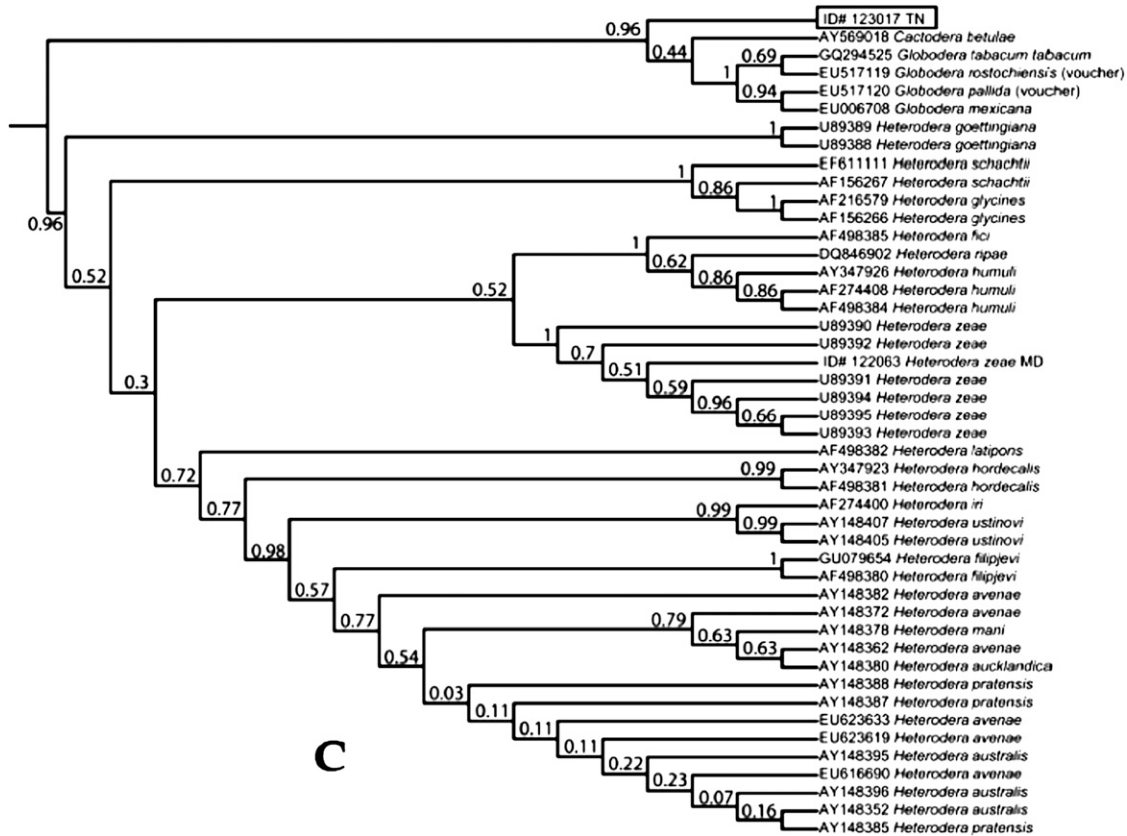 ID# 123017 TN
0.96
AY569018 Cactodera betulae
0.44
GQ294525 Globodera tabacum tabacum
0.69
EU517119 Globodera rostochiensis (voucher)
1
EU517120 Globodera pallida (voucher)
0.94
EU006708 Globodera mexicana
U89389 Heterodera goettingiana
1
U89388 Heterodera goettingiana
EF611111 Heterodera schachtii
1
AF156267 Heterodera schachtii
0.86
AF216579 Heterodera glycines
1
AF156266 Heterodera glycines
0.96
AF498385 Heterodera fici
1
DQ846902 Heterodera ripae
0.62
AY347926 Heterodera humuli
0.86
0.52
AF274408 Heterodera humuli
0.86
0.52
AF498384 Heterodera humuli
U89390 Heterodera zeae
1
U89392 Heterodera zeae
0.7
ID# 122063 Heterodera zeae MD
0.51
U89391 Heterodera zeae
0.3
0.59
U89394 Heterodera zeae
0.96
U89395 Heterodera zeae
0.66
U89393 Heterodera zeae
AF498382 Heterodera latipons
AY347923 Heterodera hordecalis
0.72
0.99
AF498381 Heterodera hordecalis
AF274400 Heterodera iri
0.77
0.99
AY148407 Heterodera ustinovi
0.99
AY148405 Heterodera ustinovi
0.98
GU079654 Heterodera filipjevi
1
AF498380 Heterodera filipjevi
0.57
AY148382 Heterodera avenae
AY148372 Heterodera avenae
0.77
0.79
AY148378 Heterodera mani
0.63
AY148362 Heterodera avenae
0.63
AY148380 Heterodera aucklandica
0.54
AY148388 Heterodera pratensis
0.03
AY148387 Heterodera pratensis
0.11
EU623633 Heterodera avenae
0.11
EU623619 Heterodera avenae
0.11
AY148395 Heterodera australis
0.22
EU616690 Heterodera avenae
0.23
AY148396 Heterodera australis
0.07
AY148352 Heterodera australis
0.16
AY148385 Heterodera pratensis
C